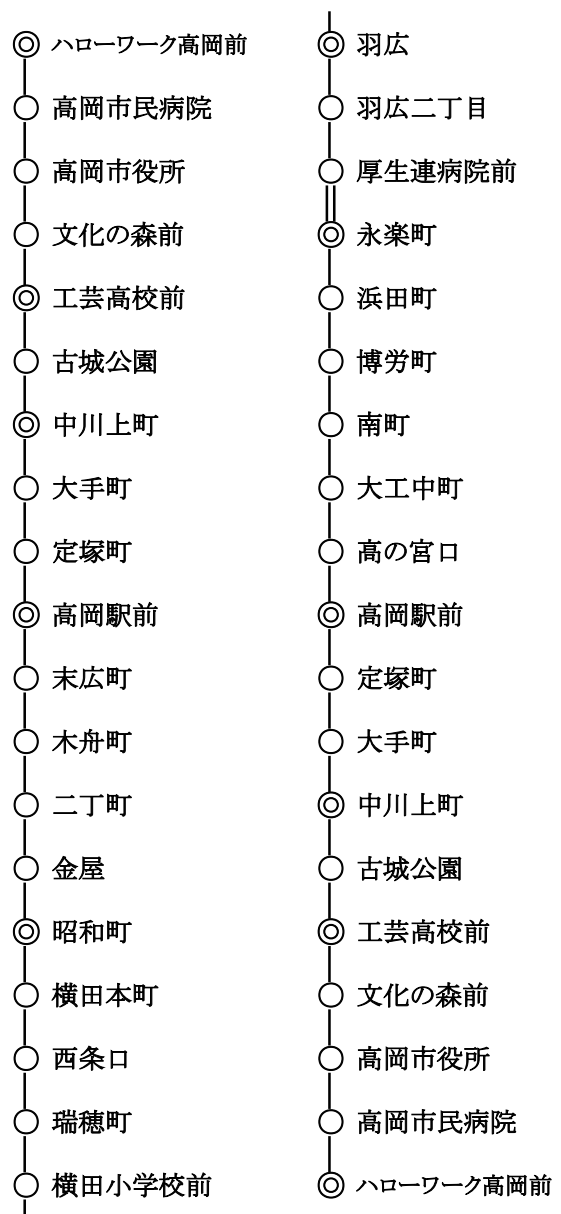 ハローワーク高岡前
高岡市民病院
高岡市役所
文化の森前
工芸高校前
古城公園
中川上町
大手町
定塚町
高岡駅前
末広町
木舟町
二丁町
金屋
昭和町
横田本町
西条口
瑞穂町
横田小学校前
羽広
羽広二丁目
厚生連病院前
永楽町
浜田町
博労町
南町
大工中町
高の宮口
高岡駅前
定塚町
大手町
中川上町
古城公園
工芸高校前
文化の森前
高岡市役所
高岡市民病院
ハローワーク高岡前